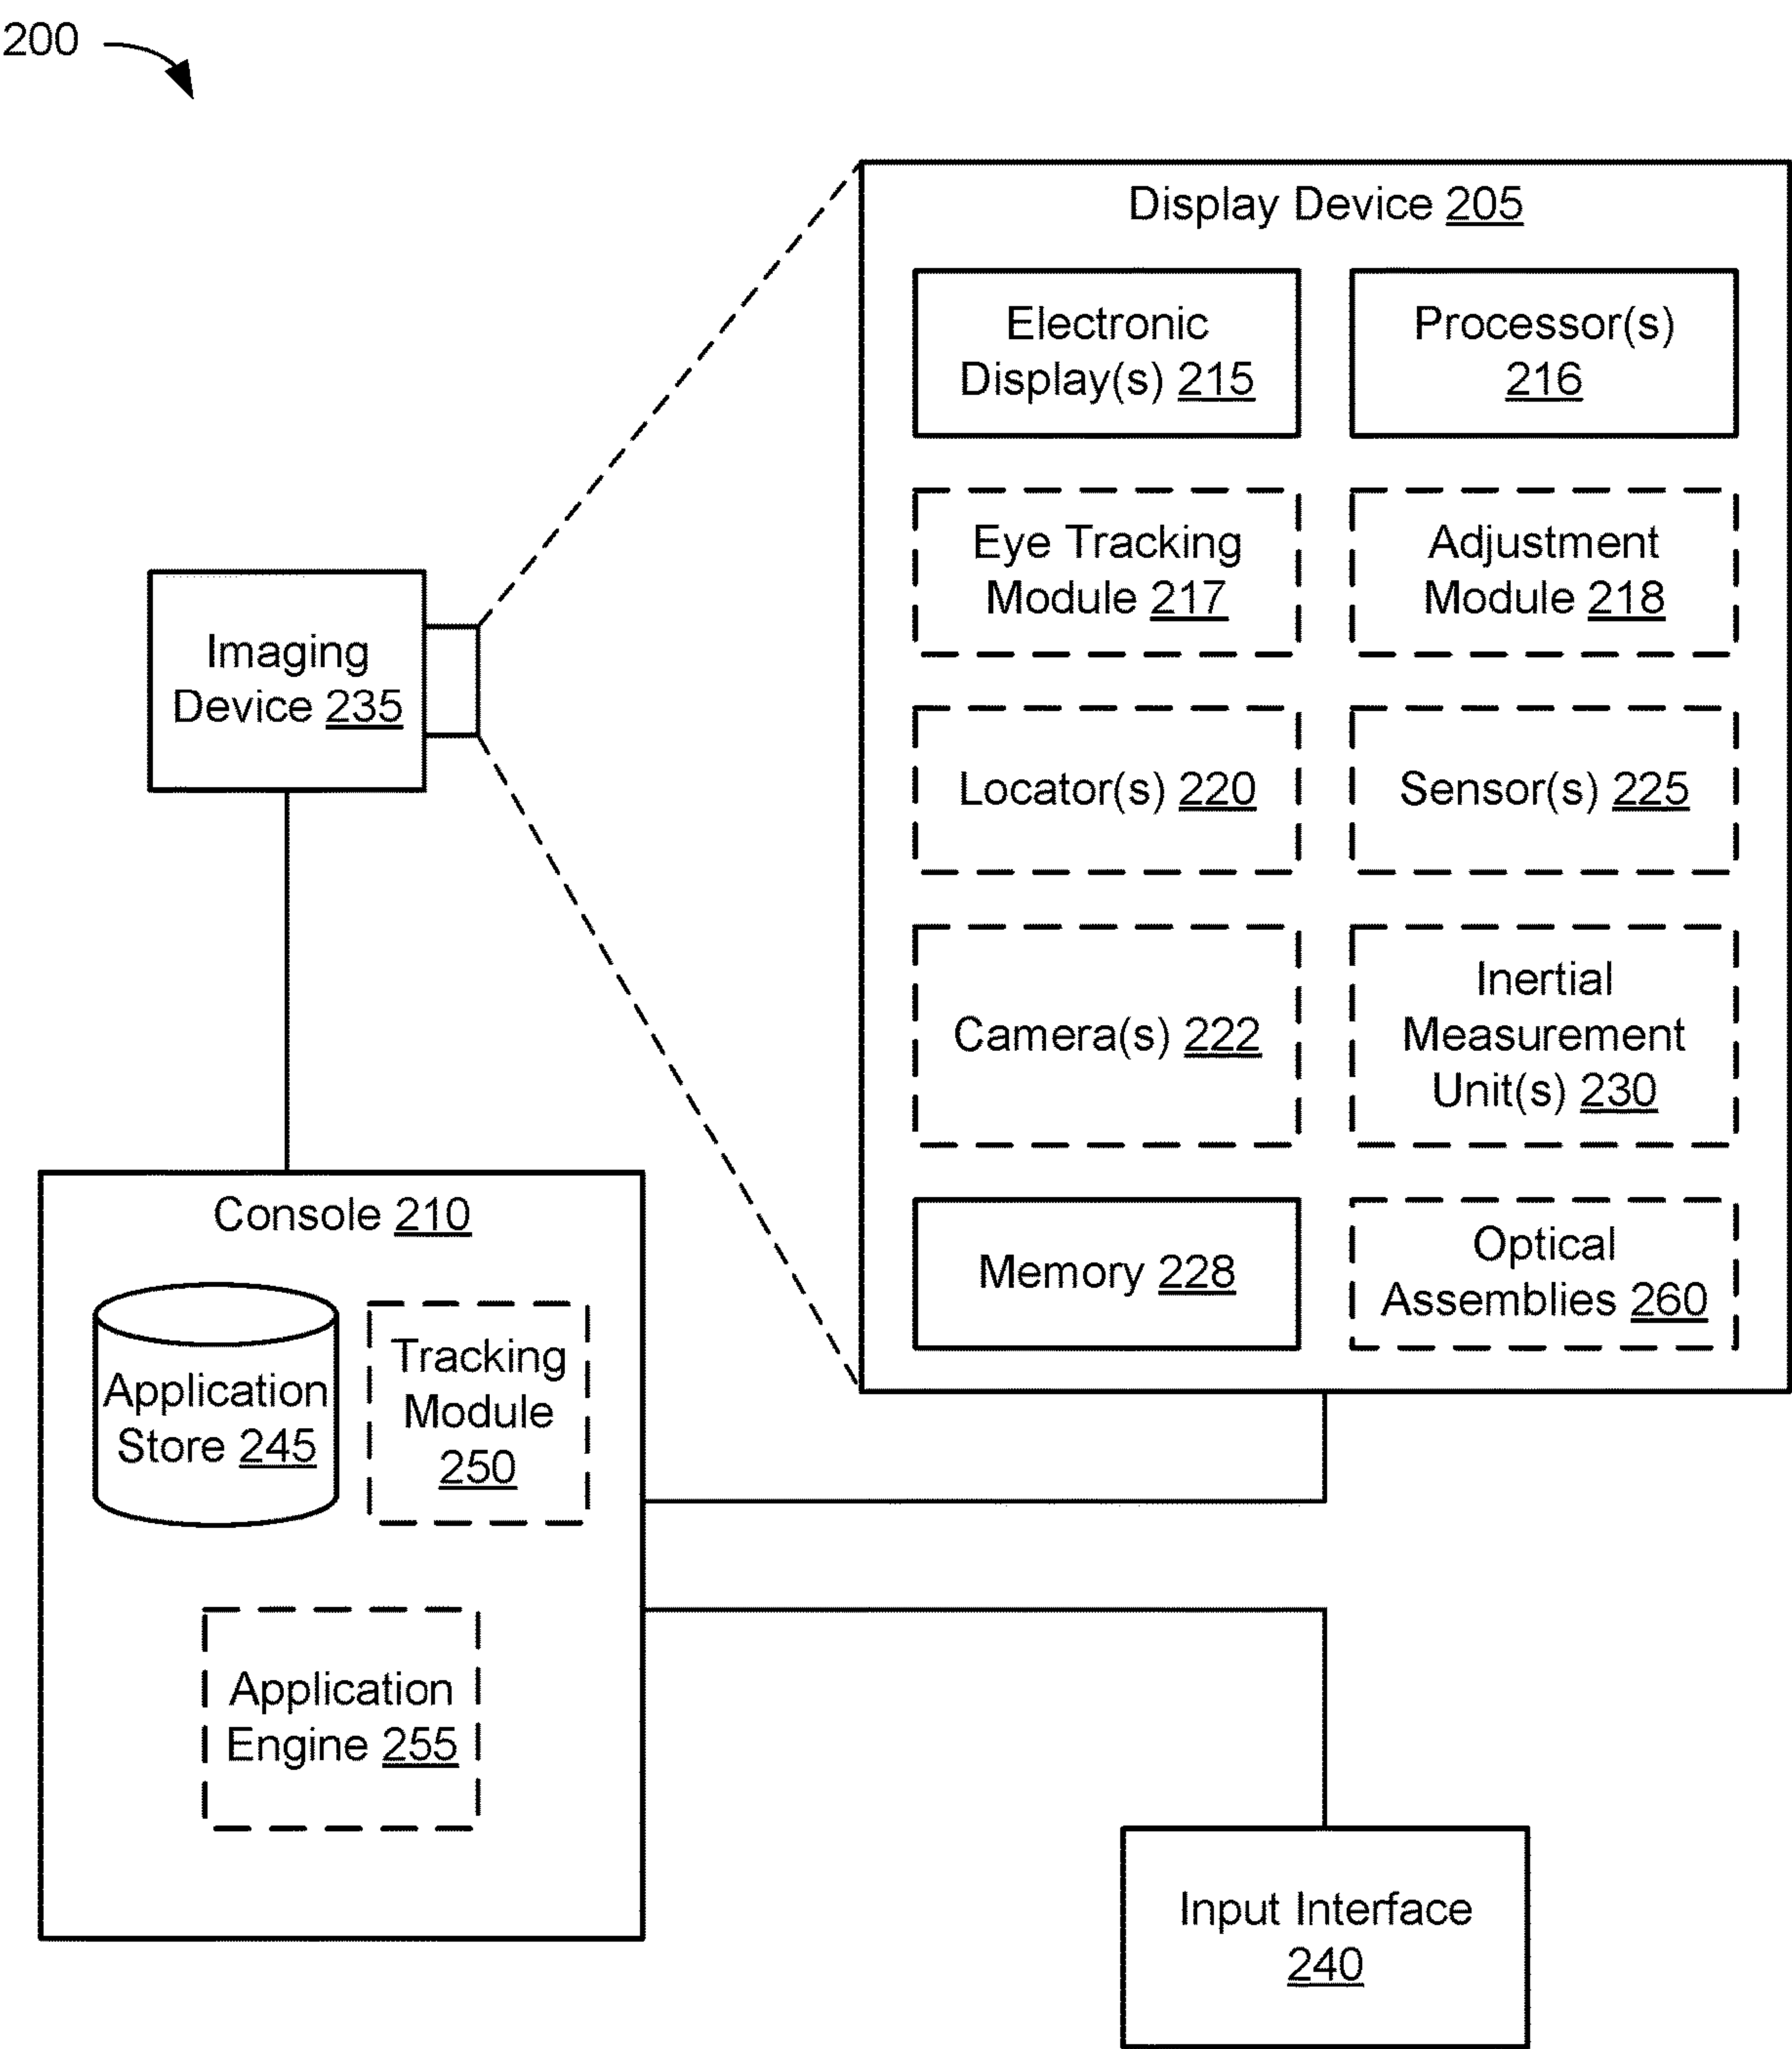 200
Display Device 205
Electronic
Display(s) 215
Processor(s)
216
Eye Tracking
Module 217
Adjustment
Module 218
Imaging
Device 235
Locator(s) 220
Sensor(s) 225
Camera(s) 222
Inertial
Measurement
Unit(s) 230
Memory 228
Optical
Assemblies 260
Console 210
Application
Store 245
Tracking
Module
250
Application
Engine 255
Input Interface
240